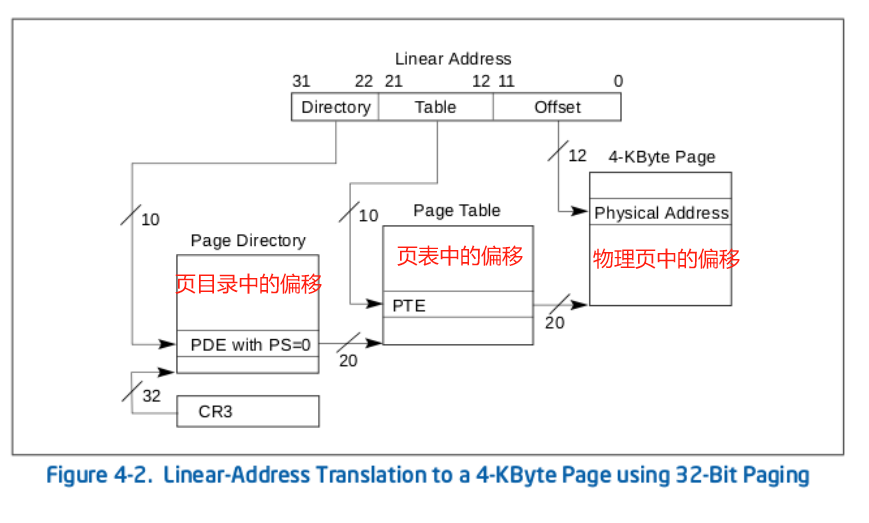 Linear Address
31 22 21 12 11 0
Directory Table Offset
12
4-KByte Page
10
10
Page Table
Physical Address
Page Directory
页表中的偏移
物理页中的偏移
页目录中的偏移
PTE
20
PDE with PS=0
20
32
CR3
Figure 4-2. Linear-Address Translation to a 4-KByte Page using 32-Bit Paging